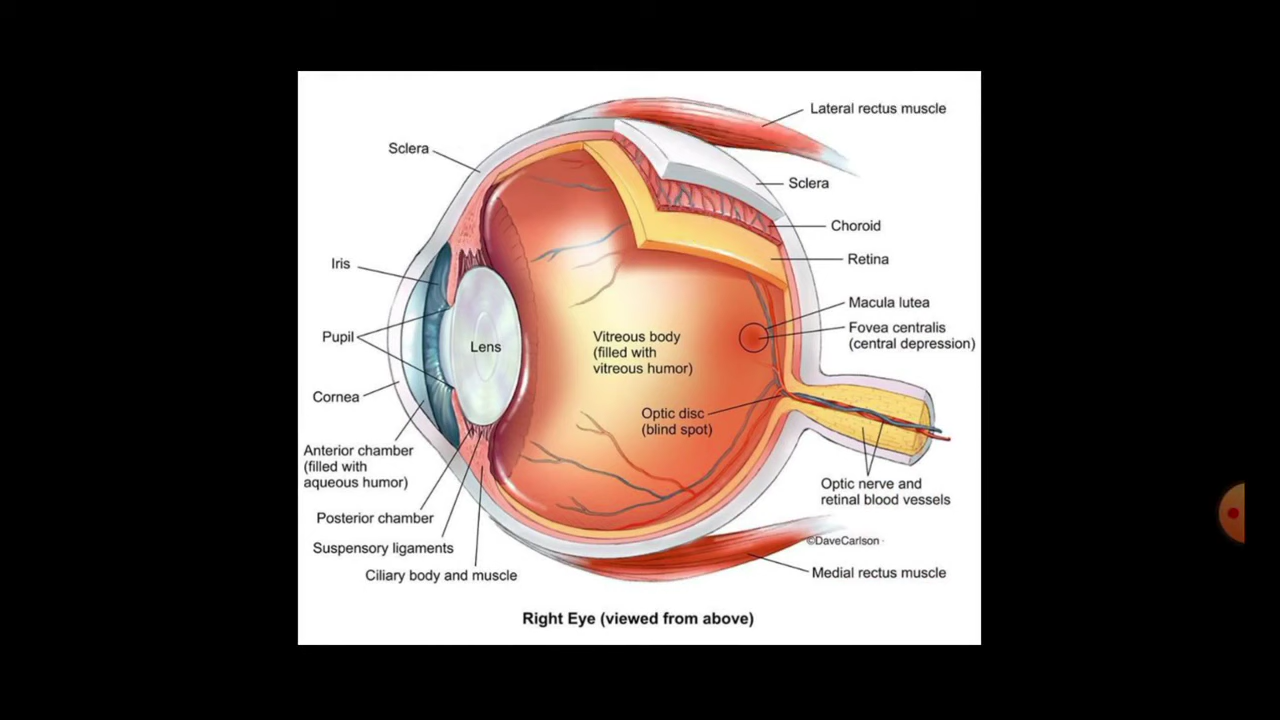 Lateral rectus muscle
Sclera
Sclera
Choroid
Iris
Retina
Macula lutea
Fovea centralis
(central depression)
Pupil
Lens
Vitreous body
(filled with
vitreous humor)
Cornea
Optic disc
(blind spot)
Anterior chamber
(filled with
aqueous humor)
Optic nerve and
retinal blood vessels
Posterior chamber
©DaveCarlson
Suspensory ligaments
Ciliary body and muscle
Medial rectus muscle
Right Eye (viewed from above)